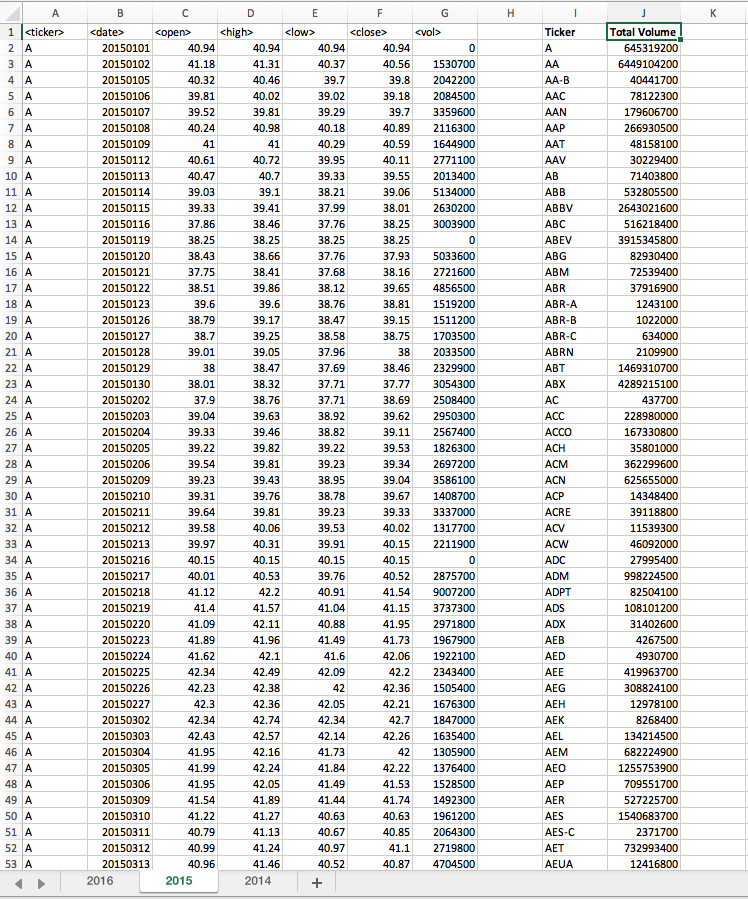 A B C D E F G H I J K
1 <ticker> <date> <open> <high> <low> <close> <vol> Ticker Total Volume
2 A 20150101 40.94 40.94 40.94 40.94 0 A 645319200
3 A 20150102 41.18 41.31 40.37 40.56 1530700 AA 6449104200
4 A 20150105 40.32 40.46 39.7 39.8 2042200 AA-B 40441700
5 A 20150106 39.81 40.02 39.02 39.18 2084500 AAC 78122300
6 A 20150107 39.52 39.81 39.29 39.7 3359600 AAN 179606700
7 A 20150108 40.24 40.98 40.18 40.89 2116300 AAP 266930500
8 A 20150109 41 41 40.29 40.59 1644900 AAT 48158100
9 A 20150112 40.61 40.72 39.95 40.11 2771100 AAV 30229400
10 A 20150113 40.47 40.7 39.33 39.55 2013400 AB 71403800
11 A 20150114 39.03 39.1 38.21 39.06 5134000 ABB 532805500
12 A 20150115 39.33 39.41 37.99 38.01 2630200 ABBV 2643021600
13 A 20150116 37.86 38.46 37.76 38.25 3003900 ABC 516218400
14 A 20150119 38.25 38.25 38.25 38.25 0 ABEV 3915345800
15 A 20150120 38.43 38.66 37.76 37.93 5033600 ABG 82930400
16 A 20150121 37.75 38.41 37.68 38.16 2721600 ABM 72539400
17 A 20150122 38.51 39.86 38.12 39.65 4856500 ABR 37916900
18 A 20150123 39.6 39.6 38.76 38.81 1519200 ABR-A 1243100
19 A 20150126 38.79 39.17 38.47 39.15 1511200 ABR-B 1022000
20 A 20150127 38.7 39.25 38.58 38.75 1703500 ABR-C 634000
21 A 20150128 39.01 39.05 37.96 38 2033500 ABRN 2109900
22 A 20150129 38 38.47 37.69 38.46 2329900 ABT 1469310700
23 A 20150130 38.01 38.32 37.71 37.77 3054300 ABX 4289215100
24 A 20150202 37.9 38.76 37.71 38.69 2508400 AC 437700
25 A 20150203 39.04 39.63 38.92 39.62 2950300 ACC 228980000
26 A 20150204 39.33 39.46 38.82 39.11 2567400 ACCO 167330800
27 A 20150205 39.22 39.82 39.22 39.53 1826300 ACH 35801000
28 A 20150206 39.54 39.81 39.23 39.34 2697200 ACM 362299600
29 A 20150209 39.23 39.43 38.95 39.04 3586100 ACN 625655000
30 A 20150210 39.31 39.76 38.78 39.67 1408700 ACP 14348400
31 A 20150211 39.64 39.81 39.23 39.33 3337000 ACRE 39118800
32 A 20150212 39.58 40.06 39.53 40.02 1317700 ACV 11539300
33 A 20150213 39.97 40.31 39.91 40.15 2211900 ACW 46092000
34 A 20150216 40.15 40.15 40.15 40.15 0 ADC 27995400
35 A 20150217 40.01 40.53 39.76 40.52 2875700 ADM 998224500
36 A 20150218 41.12 42.2 40.91 41.54 9007200 ADPT 82504100
37 A 20150219 41.4 41.57 41.04 41.15 3737300 ADS 108101200
38 A 20150220 41.09 42.11 40.88 41.95 2971800 ADX 31402600
39 A 20150223 41.89 41.96 41.49 41.73 1967900 AEB 4267500
40 A 20150224 41.62 42.1 41.6 42.06 1922100 AED 4930700
41 A 20150225 42.34 42.49 42.09 42.2 2343400 AEE 419963700
42 A 20150226 42.23 42.38 42 42.36 1505400 AEG 308824100
43 A 20150227 42.3 42.36 42.05 42.21 1676300 AEH 12978100
44 A 20150302 42.34 42.74 42.34 42.7 1847000 AEK 8268400
45 A 20150303 42.43 42.57 42.14 42.26 1635400 AEL 134214500
46 A 20150304 41.95 42.16 41.73 42 1305900 AEM 682224900
47 A 20150305 41.99 42.24 41.84 42.22 1376400 AEO 1255753900
48 A 20150306 41.95 42.05 41.49 41.53 1528500 AEP 709551700
49 A 20150309 41.54 41.89 41.44 41.74 1492300 AER 527225700
50 A 20150310 41.22 41.27 40.63 40.63 1961200 AES 1540683700
51 A 20150311 40.79 41.13 40.67 40.85 2064300 AES-C 2371700
52 A 20150312 40.99 41.24 40.97 41.1 2719800 AET 732993400
53 A 20150313 40.96 41.46 40.52 40.87 4704500 AEUA 12416800
2016 2015 2014 +